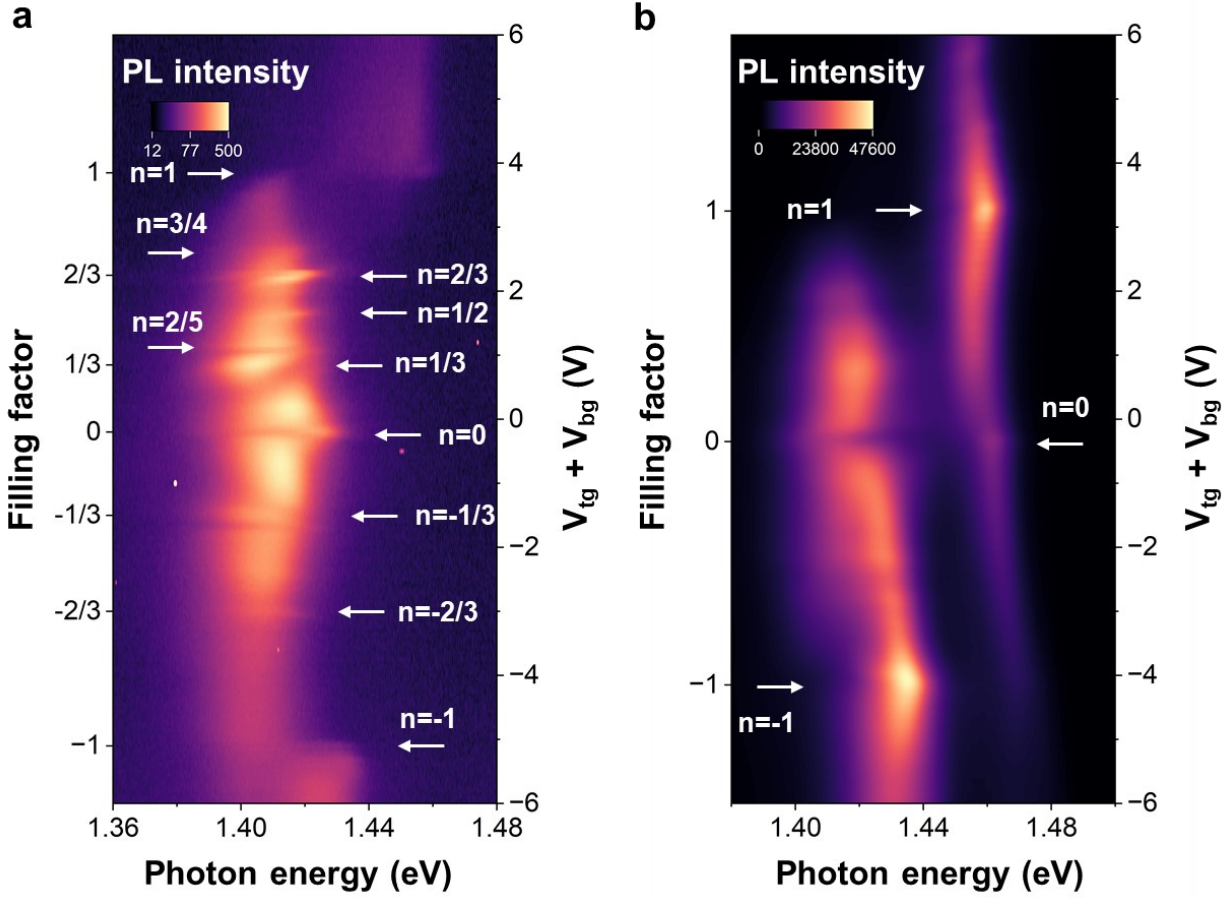 a
PL intensity
12 77 500
n=1
n=3/4
n=2/3
n=1/2
n=2/5
n=1/3
n=0
n=-1/3
n=-2/3
n=-1
1
2/3
1/3
0
-1/3
-2/3
−1
Filling factor
6
4
2
0
−2
−4
−6
Vtg + Vbg (V)
1.36 1.40 1.44 1.48
Photon energy (eV)
b
PL intensity
0 23800 47600
n=1
n=0
n=-1
1
0
−1
Filling factor
6
4
2
0
−2
−4
−6
Vtg + Vbg (V)
1.40 1.44 1.48
Photon energy (eV)